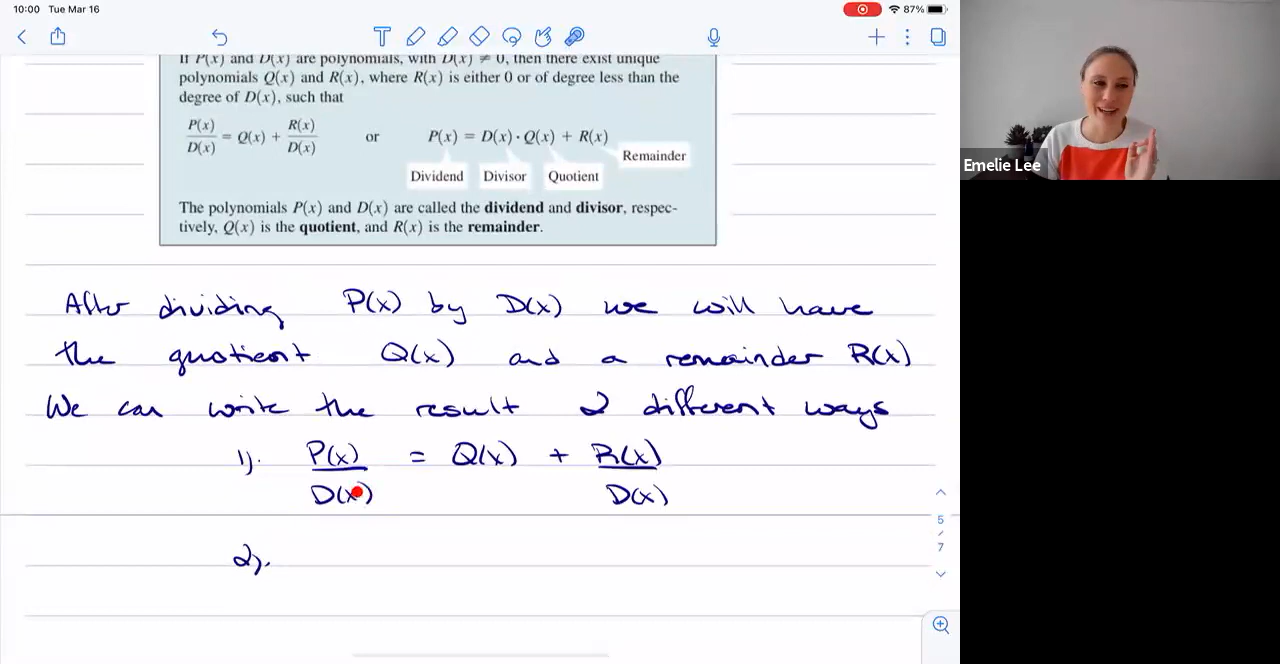 10:00 Tue Mar 16
87%
If P(x) and D(x) are polynomials, with D(x) ≠ 0, then there exist unique
polynomials Q(x) and R(x), where R(x) is either 0 or of degree less than the
degree of D(x), such that
P(x)/D(x) = Q(x) + R(x)/D(x) or P(x) = D(x) · Q(x) + R(x)
Remainder
Dividend Divisor Quotient
The polynomials P(x) and D(x) are called the dividend and divisor, respec-
tively, Q(x) is the quotient, and R(x) is the remainder.
After dividing P(x) by D(x) we will have
the quotient Q(x) and a remainder R(x)
We can write the result 2 different ways
1). P(x)/D(x) = Q(x) + R(x)/D(x)
2).
5
/
7
Emelie Lee